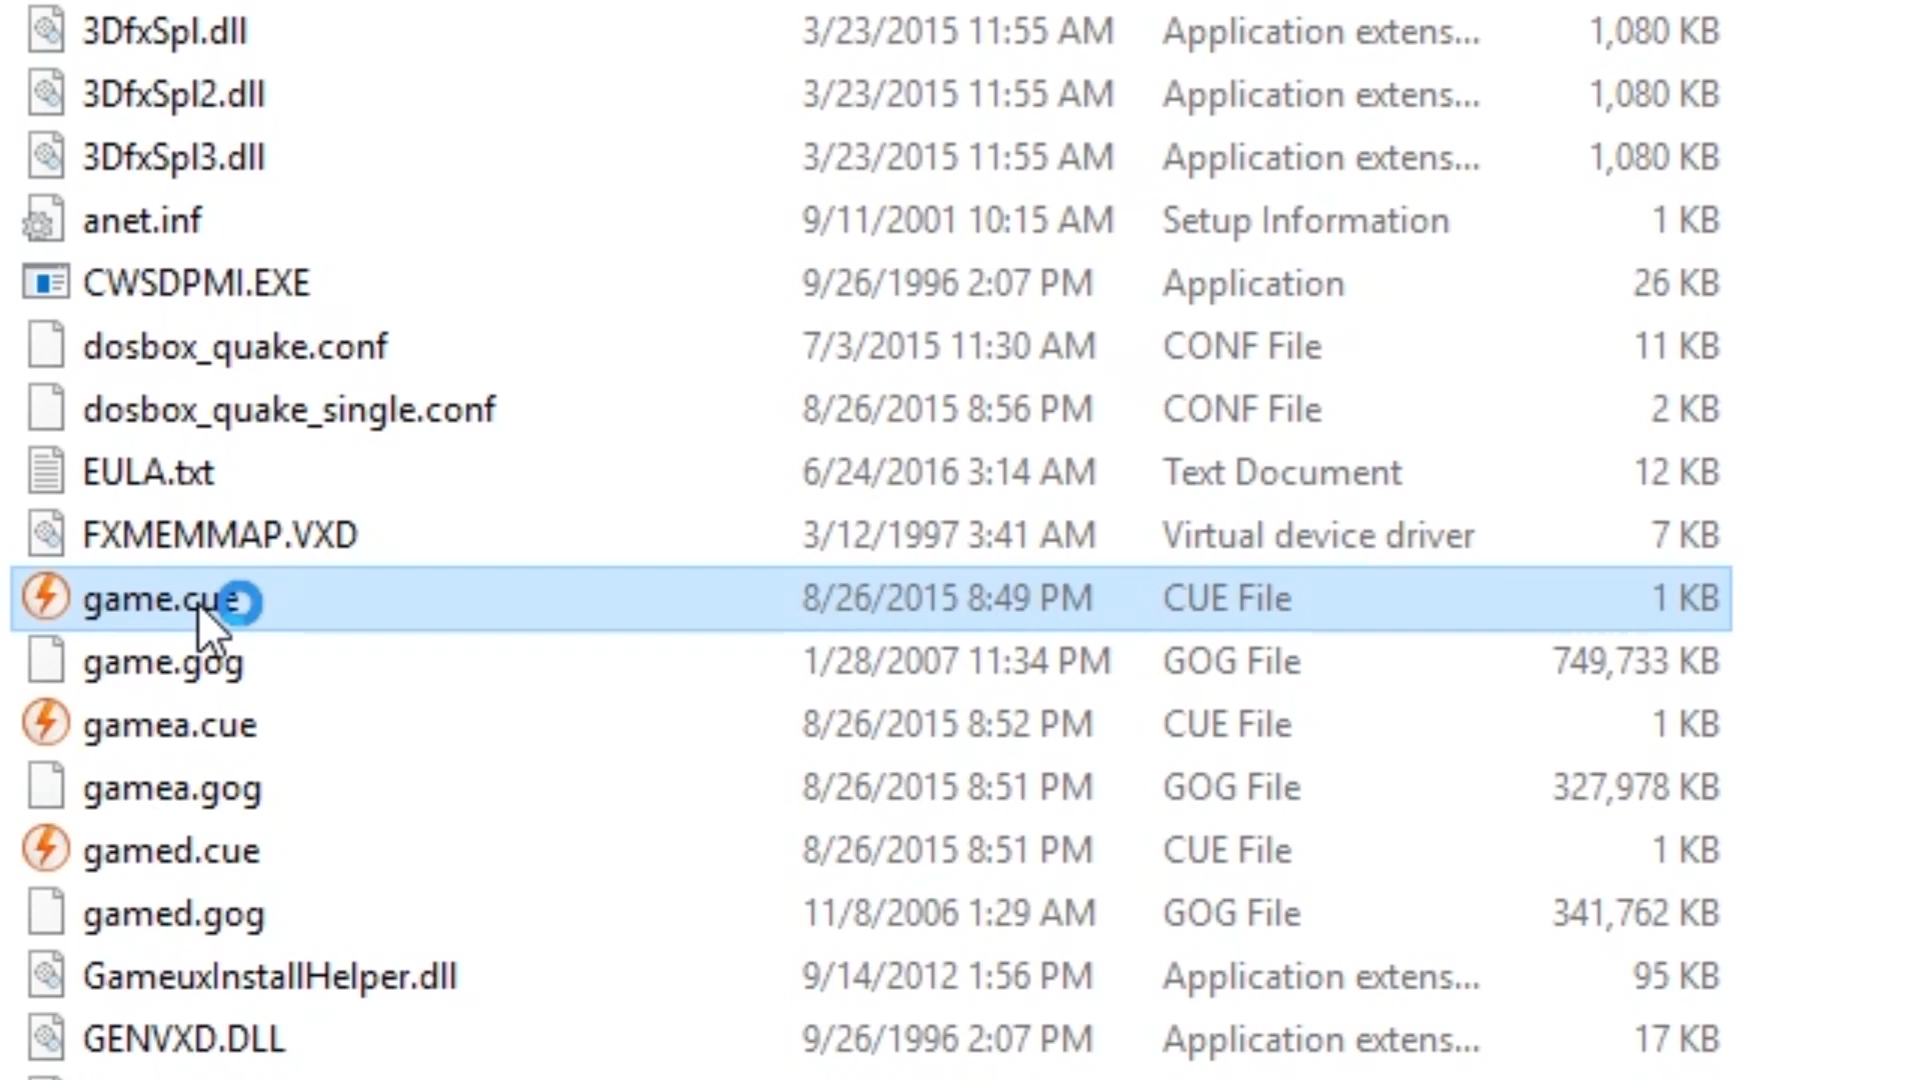 3DfxSpl.dll 3/23/2015 11:55 AM Application extens... 1,080 KB
3DfxSpl2.dll 3/23/2015 11:55 AM Application extens... 1,080 KB
3DfxSpl3.dll 3/23/2015 11:55 AM Application extens... 1,080 KB
anet.inf 9/11/2001 10:15 AM Setup Information 1 KB
CWSDPMI.EXE 9/26/1996 2:07 PM Application 26 KB
dosbox_quake.conf 7/3/2015 11:30 AM CONF File 11 KB
dosbox_quake_single.conf 8/26/2015 8:56 PM CONF File 2 KB
EULA.txt 6/24/2016 3:14 AM Text Document 12 KB
FXMEMMAP.VXD 3/12/1997 3:41 AM Virtual device driver 7 KB
game.cue 8/26/2015 8:49 PM CUE File 1 KB
game.gog 1/28/2007 11:34 PM GOG File 749,733 KB
gamea.cue 8/26/2015 8:52 PM CUE File 1 KB
gamea.gog 8/26/2015 8:51 PM GOG File 327,978 KB
gamed.cue 8/26/2015 8:51 PM CUE File 1 KB
gamed.gog 11/8/2006 1:29 AM GOG File 341,762 KB
GameuxInstallHelper.dll 9/14/2012 1:56 PM Application extens... 95 KB
GENVXD.DLL 9/26/1996 2:07 PM Application extens... 17 KB